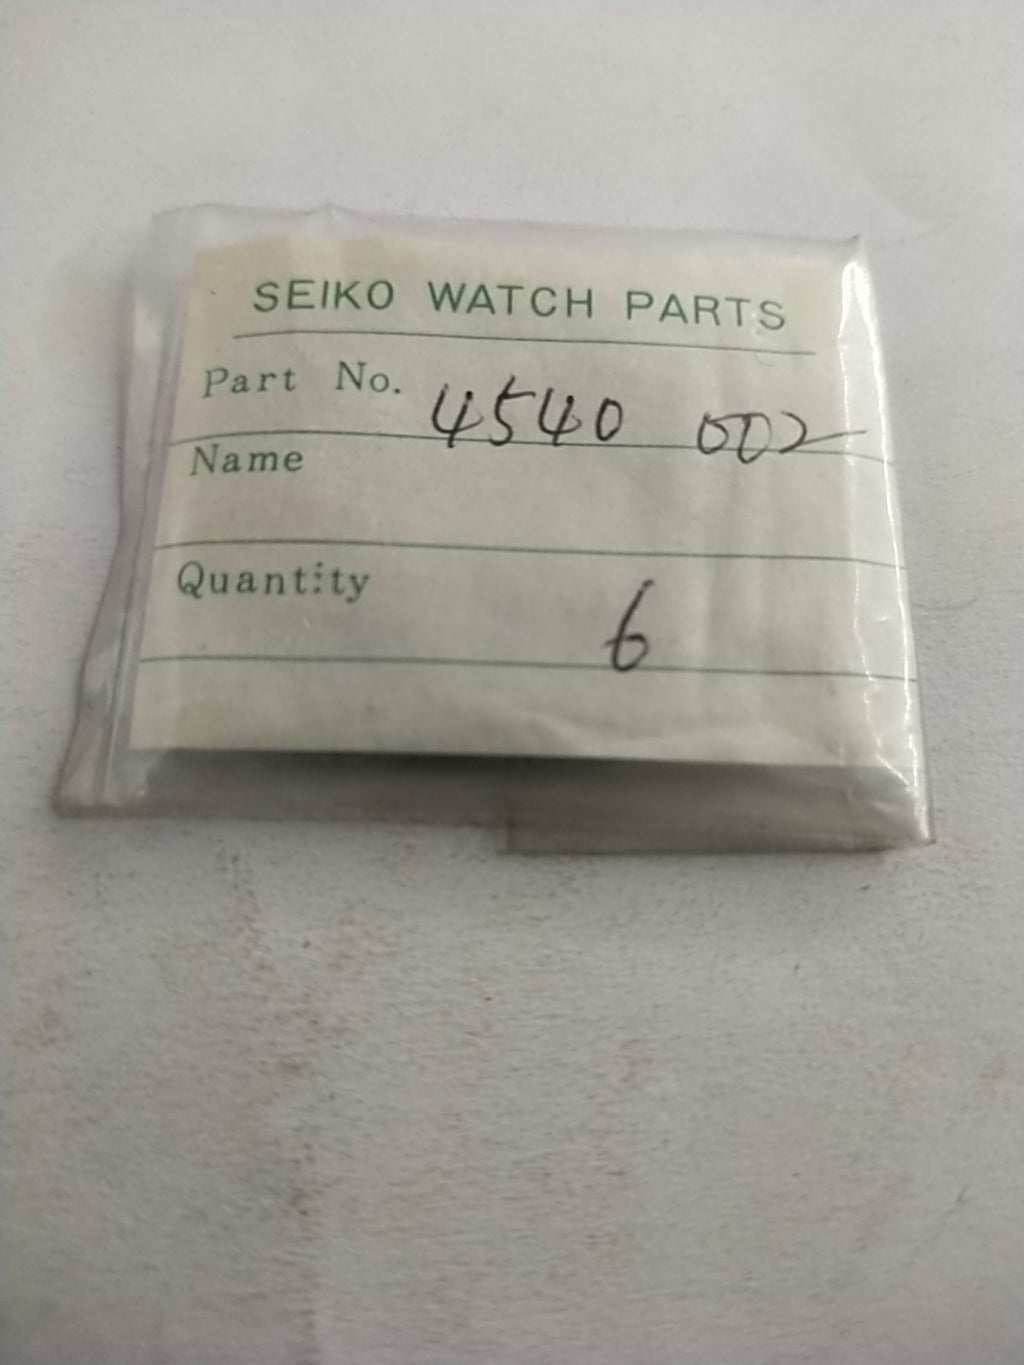 SEIKO WATCH PARTS
Part No. 4540 002
Name
Quantity 6